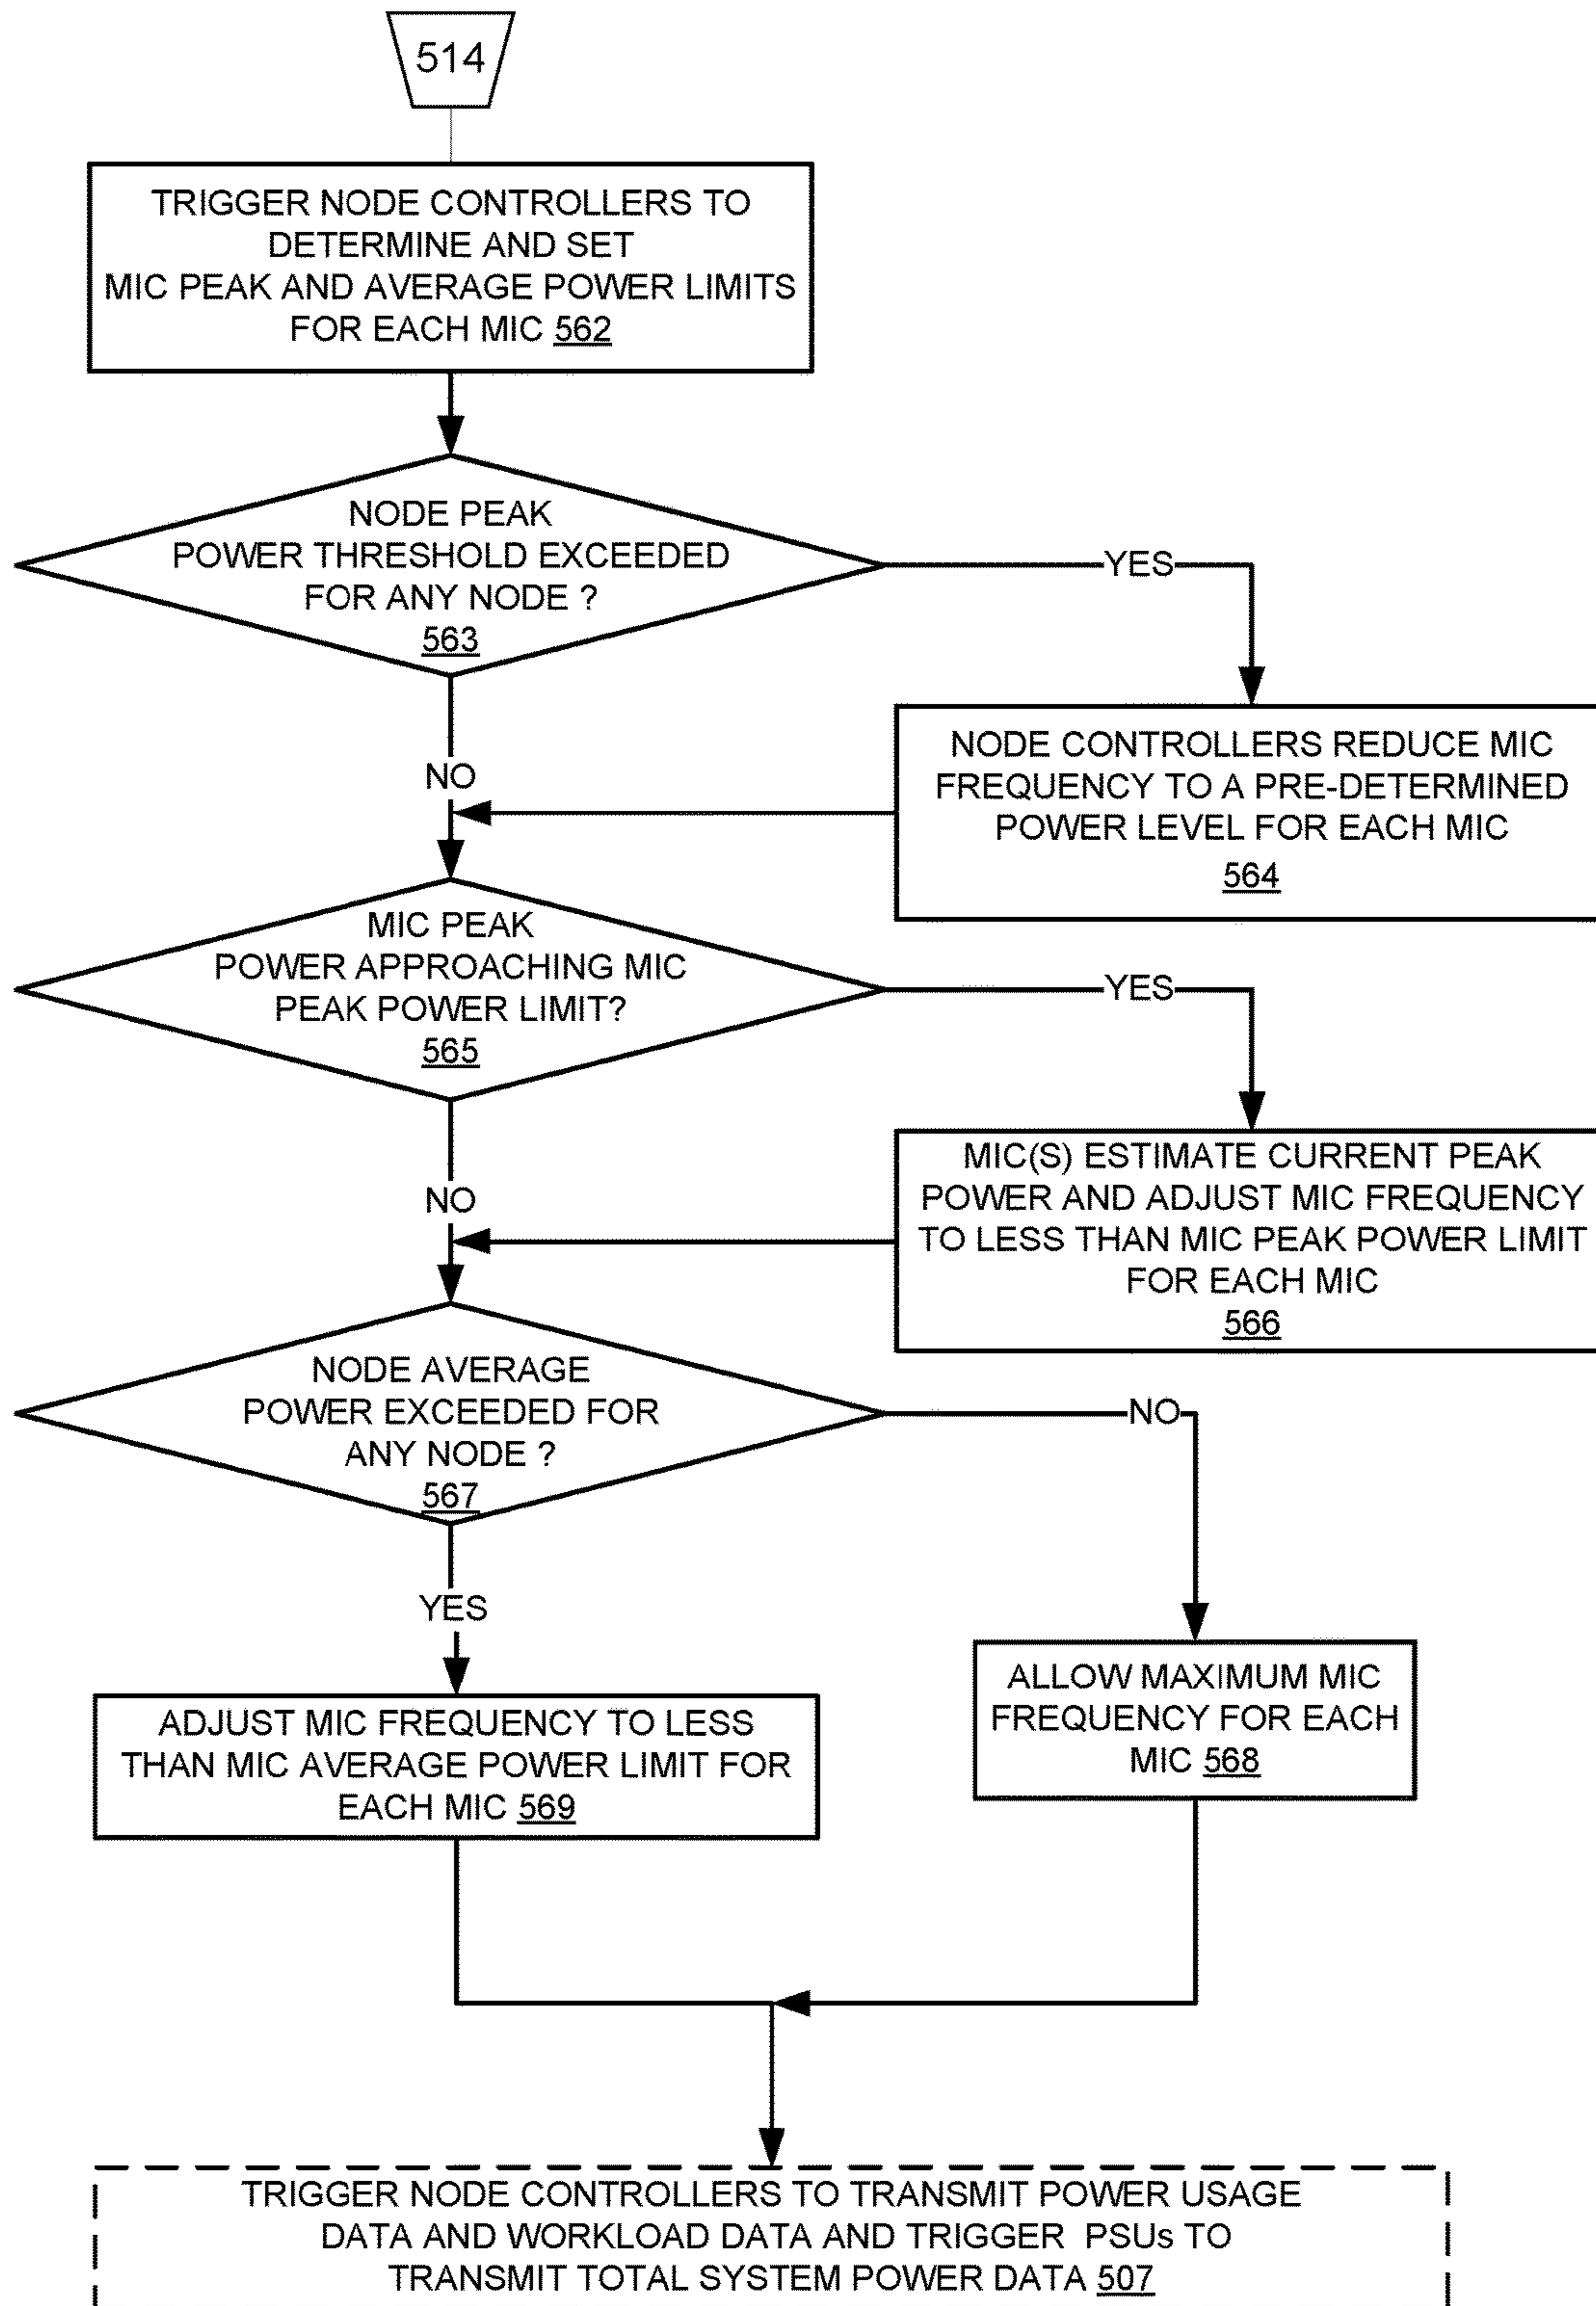 514
TRIGGER NODE CONTROLLERS TO
DETERMINE AND SET
MIC PEAK AND AVERAGE POWER LIMITS
FOR EACH MIC 562
NODE PEAK
POWER THRESHOLD EXCEEDED
FOR ANY NODE ?
563
YES
NO
NODE CONTROLLERS REDUCE MIC
FREQUENCY TO A PRE-DETERMINED
POWER LEVEL FOR EACH MIC
564
MIC PEAK
POWER APPROACHING MIC
PEAK POWER LIMIT?
565
YES
NO
MIC(S) ESTIMATE CURRENT PEAK
POWER AND ADJUST MIC FREQUENCY
TO LESS THAN MIC PEAK POWER LIMIT
FOR EACH MIC
566
NODE AVERAGE
POWER EXCEEDED FOR
ANY NODE ?
567
NO
YES
ALLOW MAXIMUM MIC
FREQUENCY FOR EACH
MIC 568
ADJUST MIC FREQUENCY TO LESS
THAN MIC AVERAGE POWER LIMIT FOR
EACH MIC 569
TRIGGER NODE CONTROLLERS TO TRANSMIT POWER USAGE
DATA AND WORKLOAD DATA AND TRIGGER PSUs TO
TRANSMIT TOTAL SYSTEM POWER DATA 507